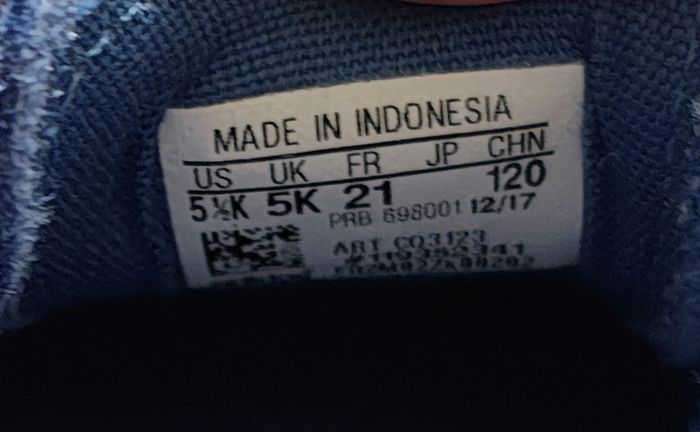 MADE IN INDONESIA
US UK FR JP CHN
5½K 5K 21 120
PRB 698001 12/17
ART CQ3123